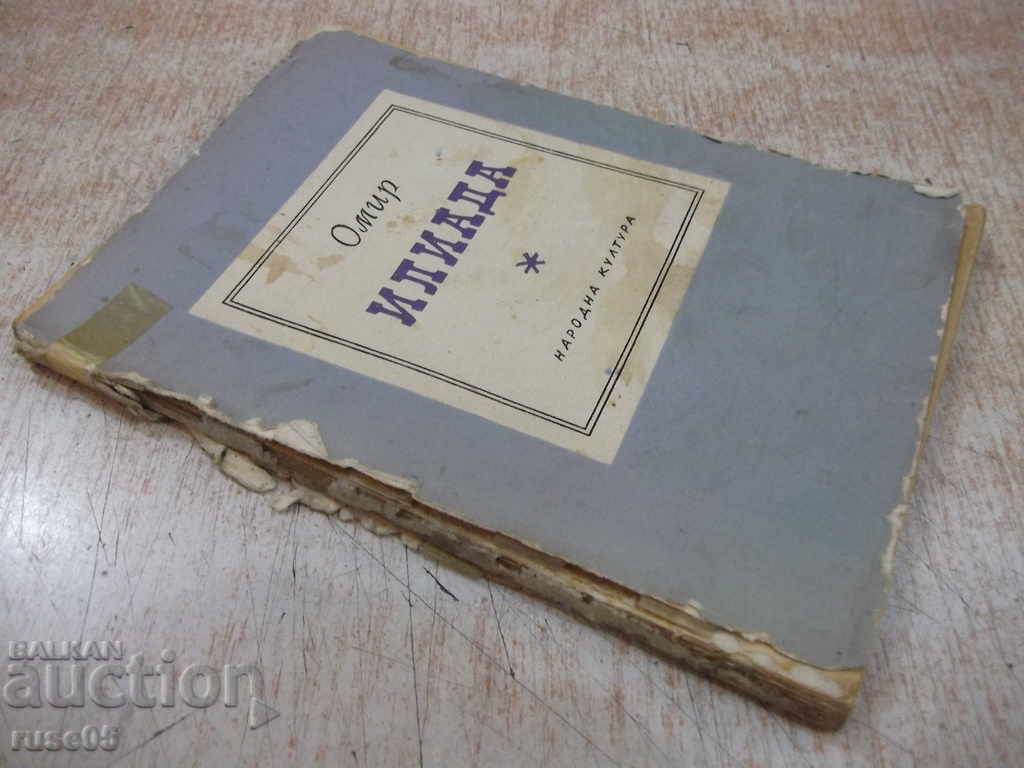 Омир
ИЛИАДА
*
НАРОДНА КУЛТУРА
BALKAN
auction
ruse05